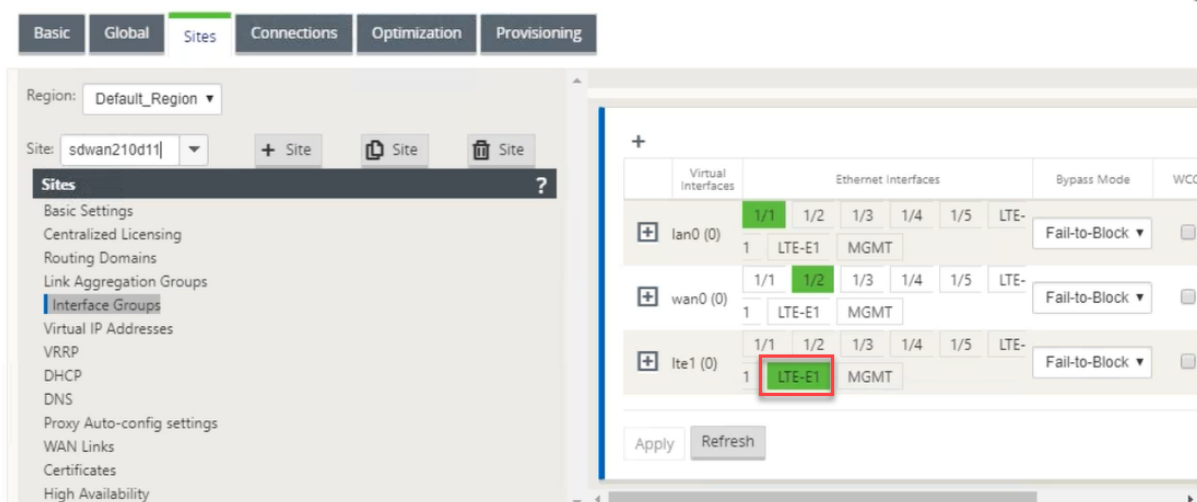 Basic Global Sites Connections Optimization Provisioning
Region: Default_Region
Site: sdwan210d11 + Site Site Site
Sites ?
Basic Settings
Centralized Licensing
Routing Domains
Link Aggregation Groups
Interface Groups
Virtual IP Addresses
VRRP
DHCP
DNS
Proxy Auto-config settings
WAN Links
Certificates
High Availability
+
Virtual Interfaces Ethernet Interfaces Bypass Mode WCC
lan0 (0) 1/1 1/2 1/3 1/4 1/5 LTE-
1 LTE-E1 MGMT Fail-to-Block
wan0 (0) 1/1 1/2 1/3 1/4 1/5 LTE-
1 LTE-E1 MGMT Fail-to-Block
lte1 (0) 1/1 1/2 1/3 1/4 1/5 LTE-
1 LTE-E1 MGMT Fail-to-Block
Apply Refresh